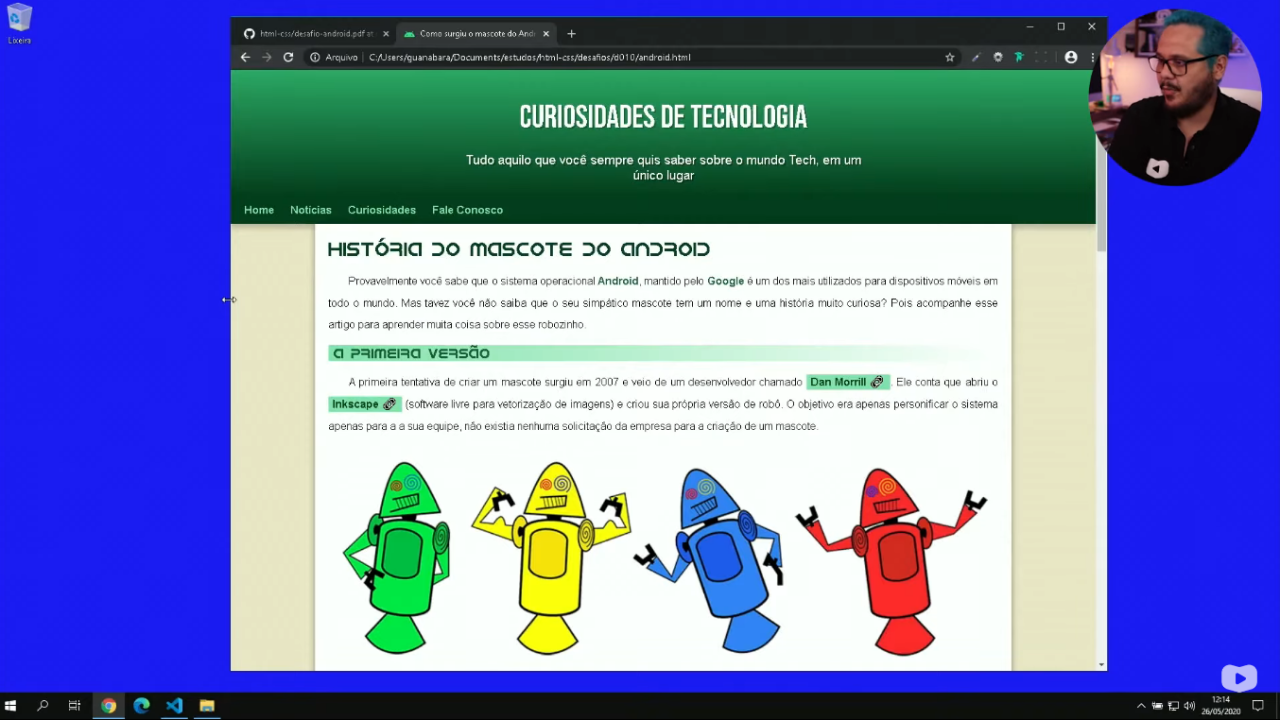 Lixeira
html-css/desafio-android.pdf at
Como surgiu o mascote do And
Arquivo
C:/Users/guanabara/Documents/estudos/html-css/desafios/d010/android.html
CURIOSIDADES DE TECNOLOGIA
Tudo aquilo que você sempre quis saber sobre o mundo Tech, em um
único lugar
Home Notícias Curiosidades Fale Conosco
HISTÓRIA DO MASCOTE DO ANDROID
Provavelmente você sabe que o sistema operacional Android, mantido pelo Google é um dos mais utilizados para dispositivos móveis em
todo o mundo. Mas tavez você não saiba que o seu simpático mascote tem um nome e uma história muito curiosa? Pois acompanhe esse
artigo para aprender muita coisa sobre esse robozinho.
A PRIMEIRA VERSÃO
A primeira tentativa de criar um mascote surgiu em 2007 e veio de um desenvolvedor chamado Dan Morrill . Ele conta que abriu o
Inkscape (software livre para vetorização de imagens) e criou sua própria versão de robô. O objetivo era apenas personificar o sistema
apenas para a a sua equipe, não existia nenhuma solicitação da empresa para a criação de um mascote.
12:14
26/05/2020